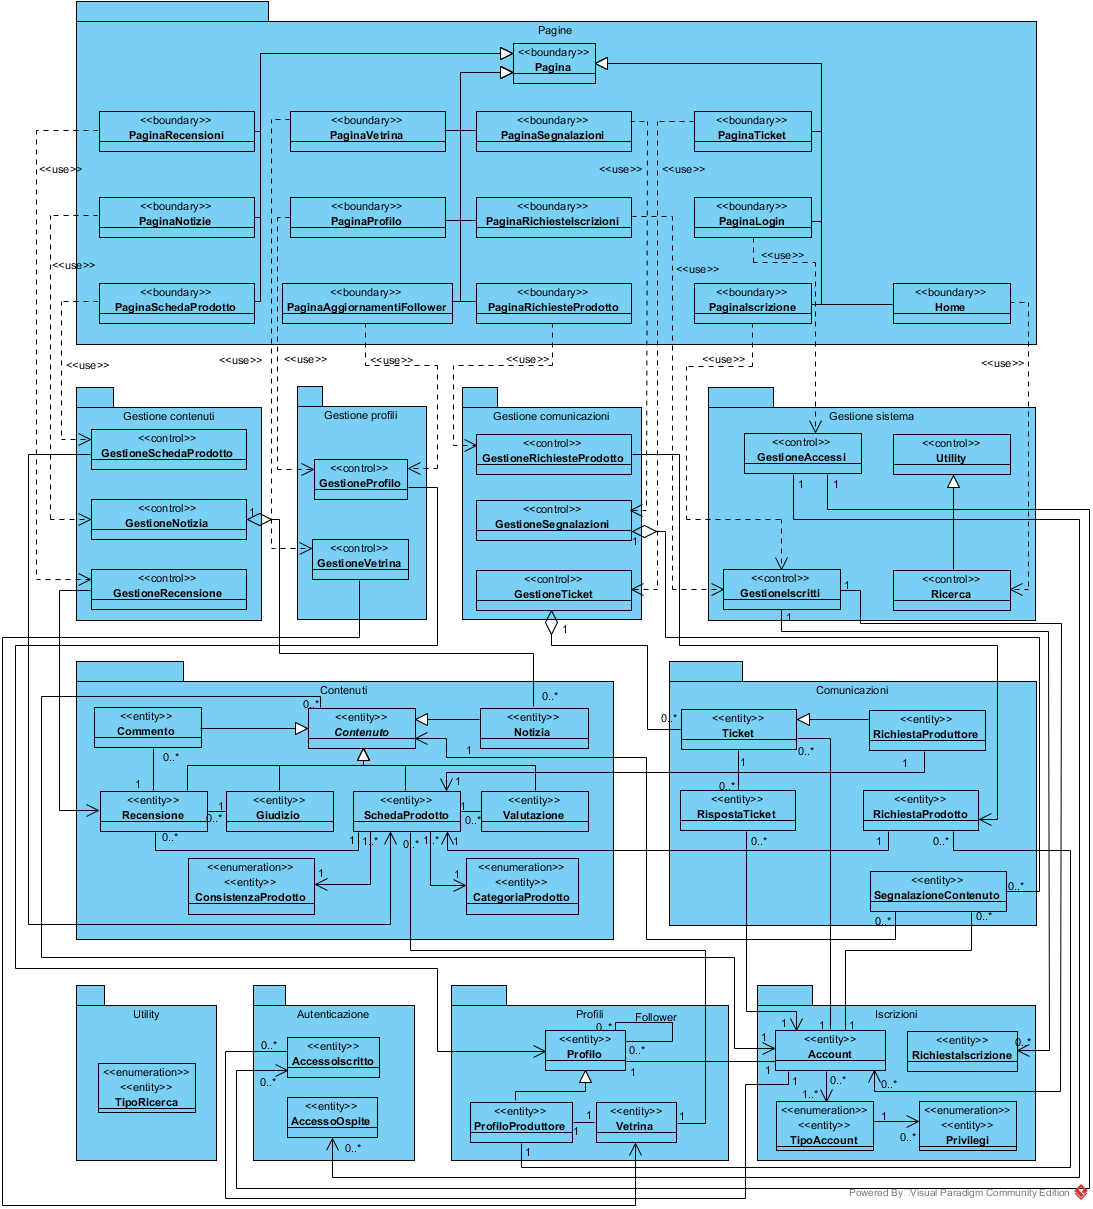 Pagine
<<boundary>>
Pagina
<<boundary>>
PaginaRecensioni
<<boundary>>
PaginaVetrina
<<boundary>>
PaginaSegnalazioni
<<boundary>>
PaginaTicket
<<use>>
<<use>>
<<use>>
<<boundary>>
PaginaNotizie
<<boundary>>
PaginaProfilo
<<boundary>>
PaginaRichiesteIscrizioni
<<boundary>>
PaginaLogin
<<use>>
<<use>>
<<use>>
<<boundary>>
PaginaSchedaProdotto
<<boundary>>
PaginaAggiornamentiFollower
<<boundary>>
PaginaRichiesteProdotto
<<boundary>>
PaginaIscrizione
<<boundary>>
Home
<<use>>
<<use>>
<<use>>
<<use>>
<<use>>
<<use>>
<<use>>
Gestione contenuti
<<control>>
GestioneSchedaProdotto
<<control>>
GestioneNotizia
1
<<control>>
GestioneRecensione
Gestione profili
<<control>>
GestioneProfilo
<<control>>
GestioneVetrina
Gestione comunicazioni
<<control>>
GestioneRichiesteProdotto
<<control>>
GestioneSegnalazioni
1
<<control>>
GestioneTicket
1
Gestione sistema
<<control>>
GestioneAccessi
1
1
<<control>>
Utility
<<control>>
GestioneIscritti
1
1
<<control>>
Ricerca
Contenuti
0..*
0..*
<<entity>>
Commento
0..*
<<entity>>
Contenuto
1
<<entity>>
Notizia
1
1
<<entity>>
Recensione
0..*
1
0..*
<<entity>>
Giudizio
<<entity>>
SchedaProdotto
1
0..*
1
1..*
0..*
1..*
1
<<entity>>
Valutazione
<<enumeration>>
<<entity>>
ConsistenzaProdotto
1
<<enumeration>>
<<entity>>
CategoriaProdotto
1
Comunicazioni
0..*
<<entity>>
Ticket
0..*
1
<<entity>>
RichiestaProduttore
1
0..*
<<entity>>
RispostaTicket
0..*
<<entity>>
RichiestaProdotto
1
0..*
<<entity>>
SegnalazioneContenuto
0..*
0..*
0..*
Utility
<<enumeration>>
<<entity>>
TipoRicerca
Autenticazione
0..*
<<entity>>
AccessoIscritto
0..*
<<entity>>
AccessoOspite
0..*
Profili
Follower
0..*
<<entity>>
Profilo
0..*
1
<<entity>>
ProfiloProduttore
1
1
1
<<entity>>
Vetrina
1
Iscrizioni
1
1
1
1
<<entity>>
Account
1
1
0..*
1..*
0..*
<<entity>>
RichiestaIscrizione
0..*
<<enumeration>>
<<entity>>
TipoAccount
1
0..*
<<enumeration>>
<<entity>>
Privilegi
Powered By Visual Paradigm Community Edition